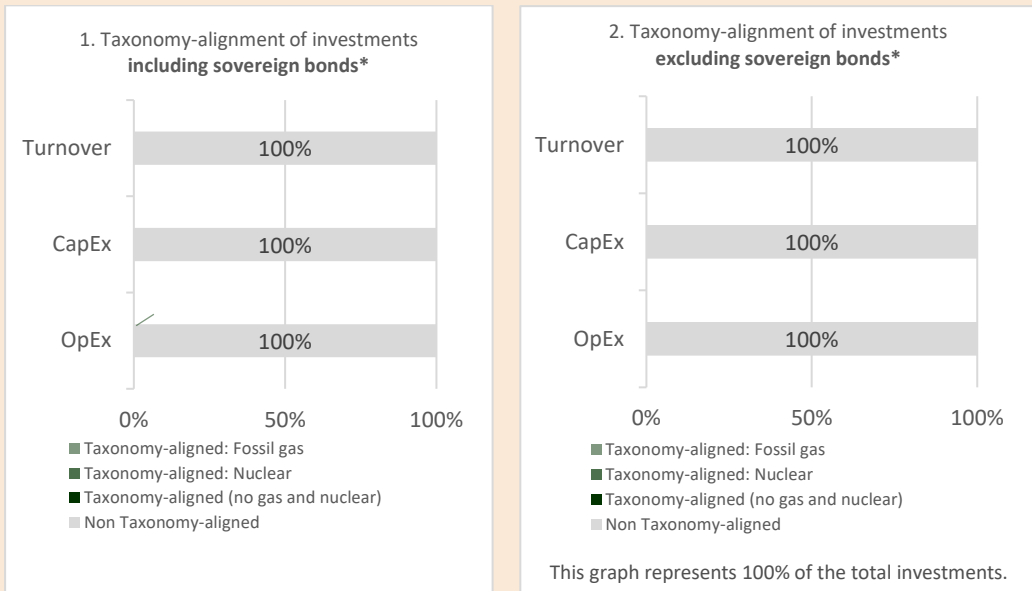 1. Taxonomy-alignment of investments
including sovereign bonds*
Turnover
100%
CapEx
100%
OpEx
100%
0%
50%
100%
Taxonomy-aligned: Fossil gas
Taxonomy-aligned: Nuclear
Taxonomy-aligned (no gas and nuclear)
Non Taxonomy-aligned
2. Taxonomy-alignment of investments
excluding sovereign bonds*
Turnover
100%
CapEx
100%
OpEx
100%
0%
50%
100%
Taxonomy-aligned: Fossil gas
Taxonomy-aligned: Nuclear
Taxonomy-aligned (no gas and nuclear)
Non Taxonomy-aligned
This graph represents 100% of the total investments.